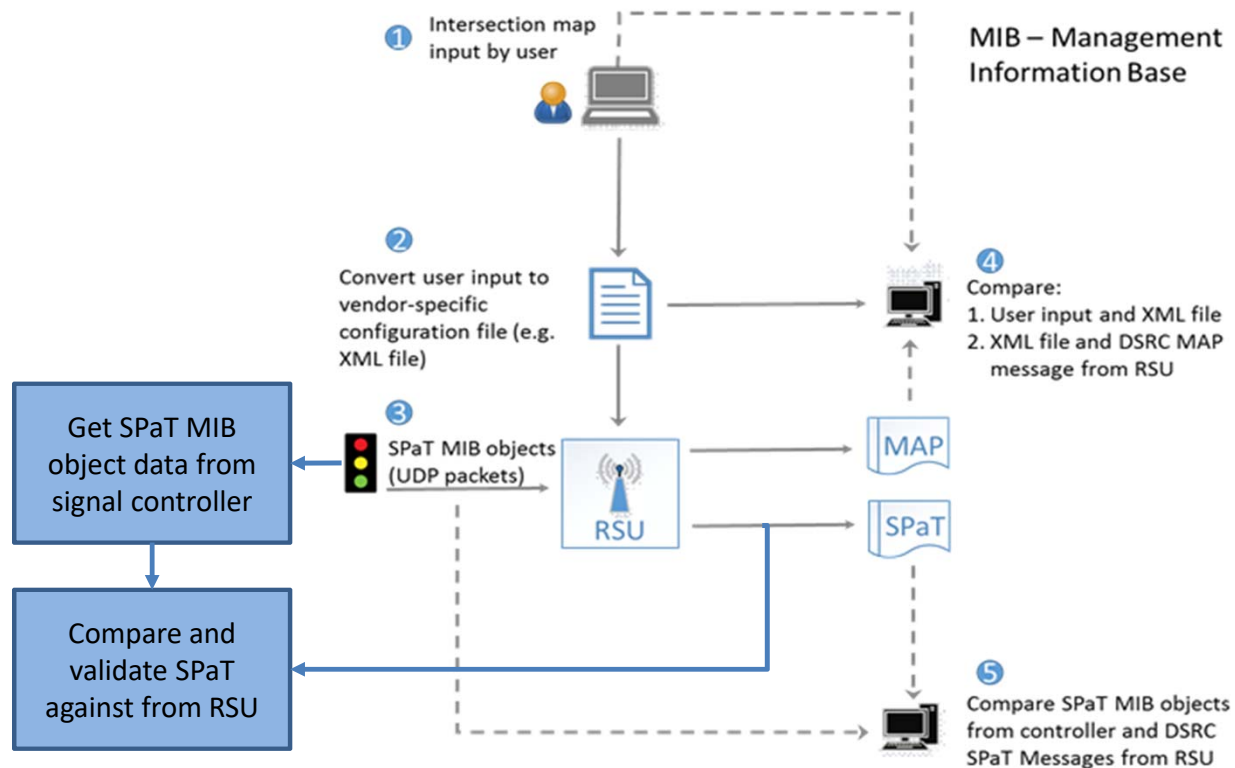 1
Intersection map
input by user
MIB – Management
Information Base
2
Convert user input to
vendor-specific
configuration file (e.g.
XML file)
4
Compare:
1. User input and XML file
2. XML file and DSRC MAP
message from RSU
Get SPaT MIB
object data from
signal controller
3
SPaT MIB objects
(UDP packets)
RSU
MAP
SPaT
Compare and
validate SPaT
against from RSU
5
Compare SPaT MIB objects
from controller and DSRC
SPaT Messages from RSU